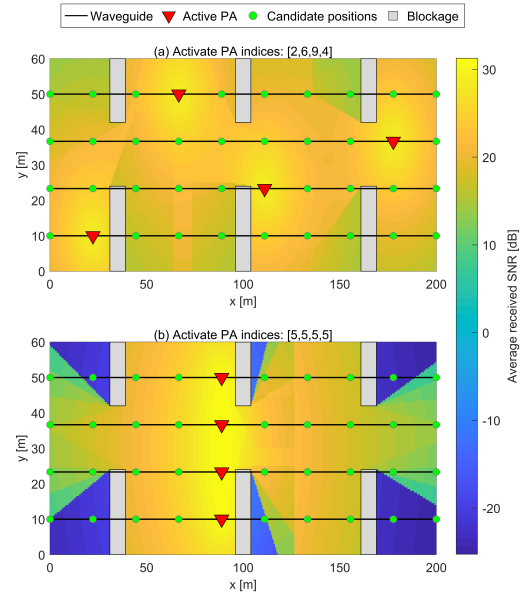 Waveguide Active PA Candidate positions Blockage
(a) Activate PA indices: [2,6,9,4]
60
50
40
30
20
10
0
y [m]
0 50 100 150 200
x [m]
(b) Activate PA indices: [5,5,5,5]
60
50
40
30
20
10
0
y [m]
0 50 100 150 200
x [m]
30
20
10
0
-10
-20
Average received SNR [dB]